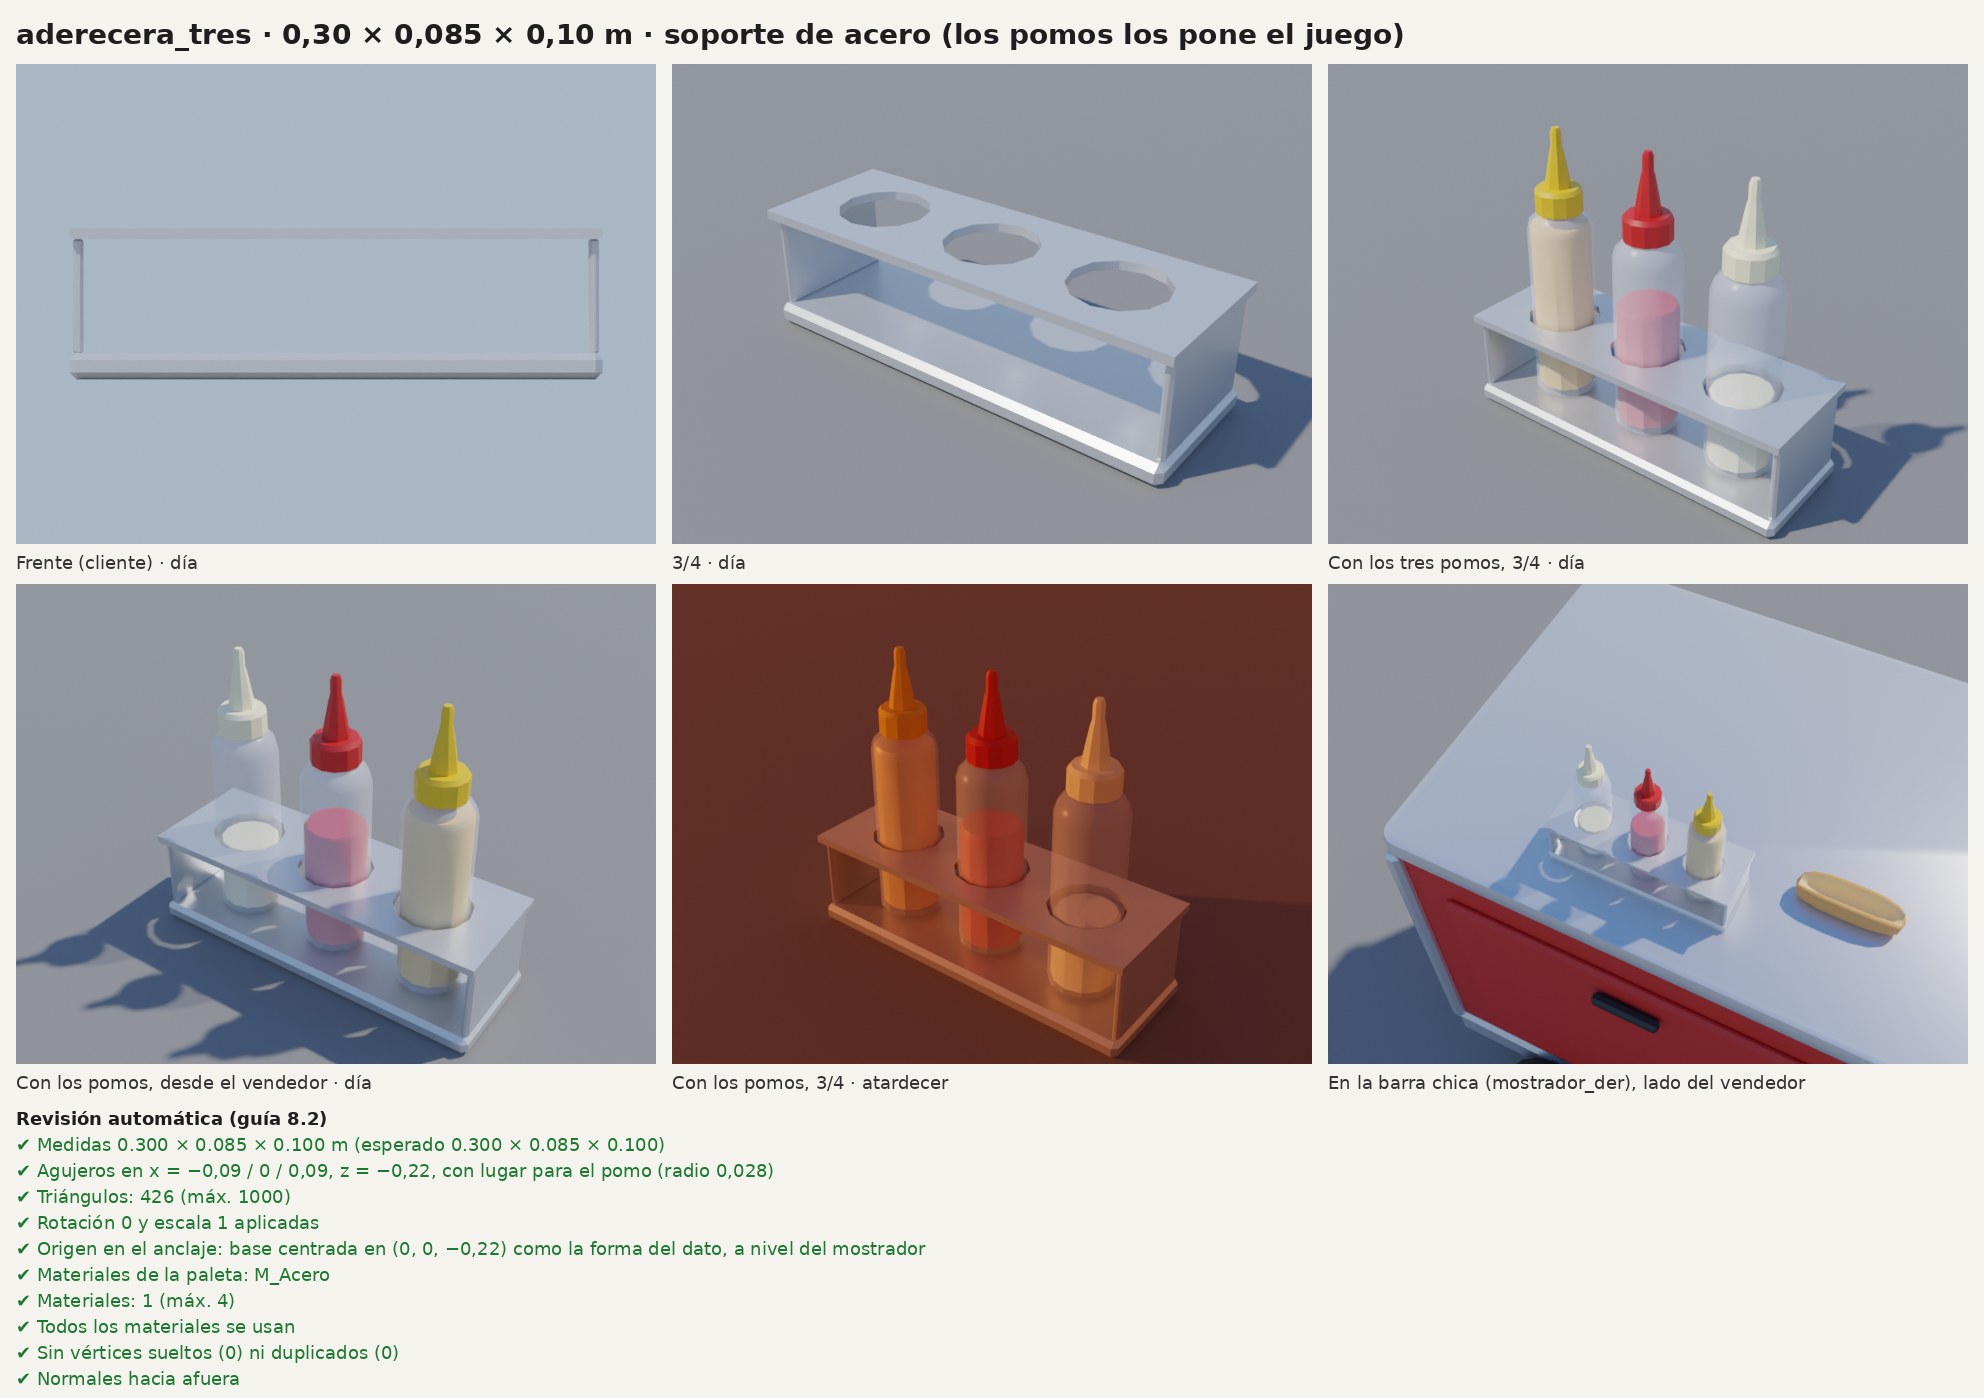 aderecera_tres · 0,30 × 0,085 × 0,10 m · soporte de acero (los pomos los pone el juego)
Frente (cliente) · día
3/4 · día
Con los tres pomos, 3/4 · día
Con los pomos, desde el vendedor · día
Con los pomos, 3/4 · atardecer
En la barra chica (mostrador_der), lado del vendedor
Revisión automática (guía 8.2)
✔ Medidas 0.300 × 0.085 × 0.100 m (esperado 0.300 × 0.085 × 0.100)
✔ Agujeros en x = −0,09 / 0 / 0,09, z = −0,22, con lugar para el pomo (radio 0,028)
✔ Triángulos: 426 (máx. 1000)
✔ Rotación 0 y escala 1 aplicadas
✔ Origen en el anclaje: base centrada en (0, 0, −0,22) como la forma del dato, a nivel del mostrador
✔ Materiales de la paleta: M_Acero
✔ Materiales: 1 (máx. 4)
✔ Todos los materiales se usan
✔ Sin vértices sueltos (0) ni duplicados (0)
✔ Normales hacia afuera